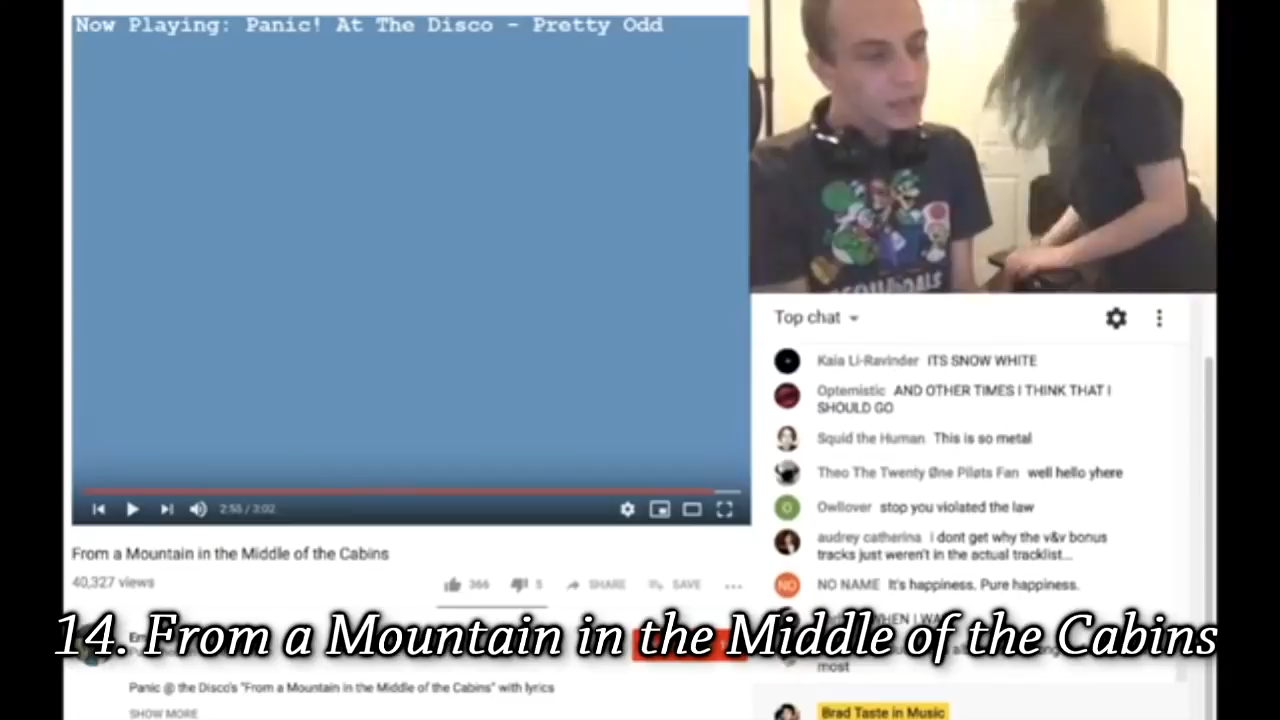 Now Playing: Panic! At The Disco - Pretty Odd
2:55 / 3:02
From a Mountain in the Middle of the Cabins
40,327 views
366
5
SHARE
SAVE
Panic @ the Disco's "From a Mountain in the Middle of the Cabins" with lyrics
SHOW MORE
Top chat
Kaia Li-Ravinder ITS SNOW WHITE
Optemistic AND OTHER TIMES I THINK THAT I
SHOULD GO
Squid the Human This is so metal
Theo The Twenty Øne Piløts Fan well hello yhere
Owllover stop you violated the law
audrey catherina I dont get why the v&v bonus
tracks just weren't in the actual tracklist...
NO NAME It's happiness. Pure happiness.
WHEN I WA
most
Brad Taste in Music
14. From a Mountain in the Middle of the Cabins